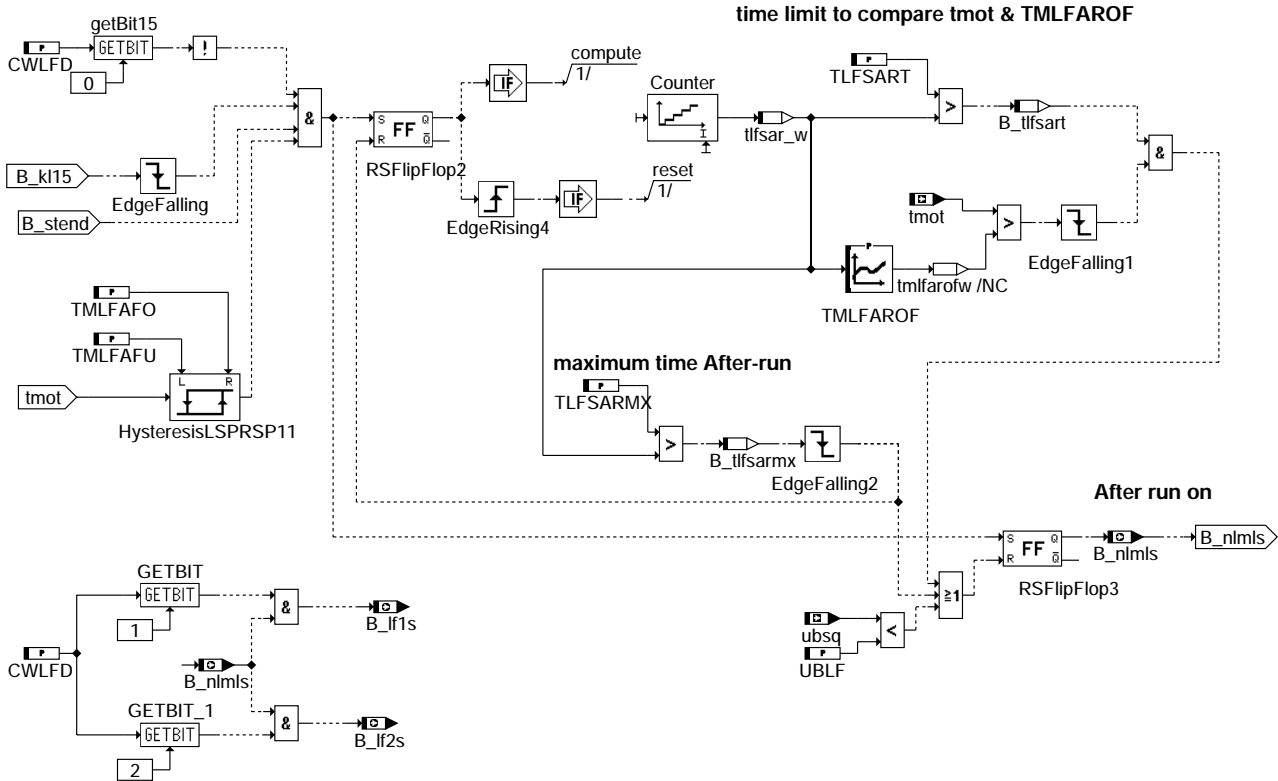 time limit to compare tmot & TMLFAROF
getBit15
P
CWLFD
GETBIT
!
0
&
B_kl15
EdgeFalling
B_stend
P
TMLFAFO
P
TMLFAFU
tmot
L R
HysteresisLSPRSP11
S Q
FF
R Q
RSFlipFlop2
IF
compute
1/
EdgeRising4
IF
reset
1/
Counter
I
tlfsar_w
P
TLFSART
>
B_tlfsart
&
tmot
>
EdgeFalling1
P
TMLFAROF
tmlfarofw /NC
maximum time After-run
P
TLFSARMX
>
B_tlfsarmx
EdgeFalling2
After run on
S Q
FF
R Q
RSFlipFlop3
B_nlmls
B_nlmls
≥1
ubsq
<
P
UBLF
GETBIT
GETBIT
1
&
B_lf1s
P
CWLFD
B_nlmls
GETBIT_1
GETBIT
2
&
B_lf2s